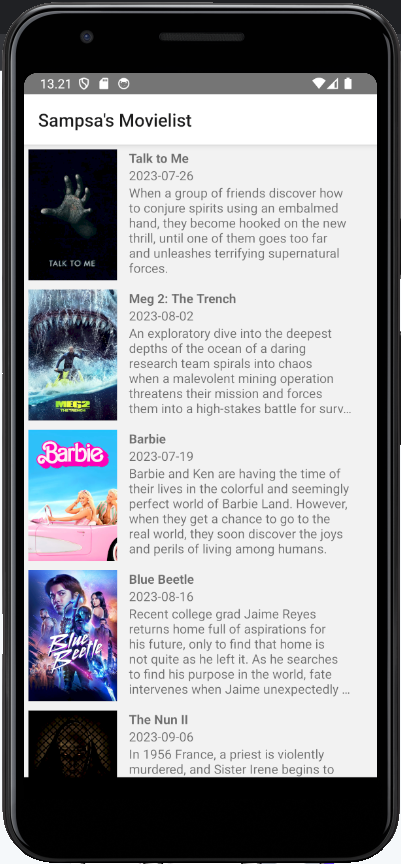 13.21
Sampsa's Movielist
TALK TO ME
Talk to Me
2023-07-26
When a group of friends discover how
to conjure spirits using an embalmed
hand, they become hooked on the new
thrill, until one of them goes too far
and unleashes terrifying supernatural
forces.
MEG2
THE TRENCH
Meg 2: The Trench
2023-08-02
An exploratory dive into the deepest
depths of the ocean of a daring
research team spirals into chaos
when a malevolent mining operation
threatens their mission and forces
them into a high-stakes battle for surv...
Barbie
Barbie
2023-07-19
Barbie and Ken are having the time of
their lives in the colorful and seemingly
perfect world of Barbie Land. However,
when they get a chance to go to the
real world, they soon discover the joys
and perils of living among humans.
Blue
Beetle
Blue Beetle
2023-08-16
Recent college grad Jaime Reyes
returns home full of aspirations for
his future, only to find that home is
not quite as he left it. As he searches
to find his purpose in the world, fate
intervenes when Jaime unexpectedly ...
The Nun II
2023-09-06
In 1956 France, a priest is violently
murdered, and Sister Irene begins to